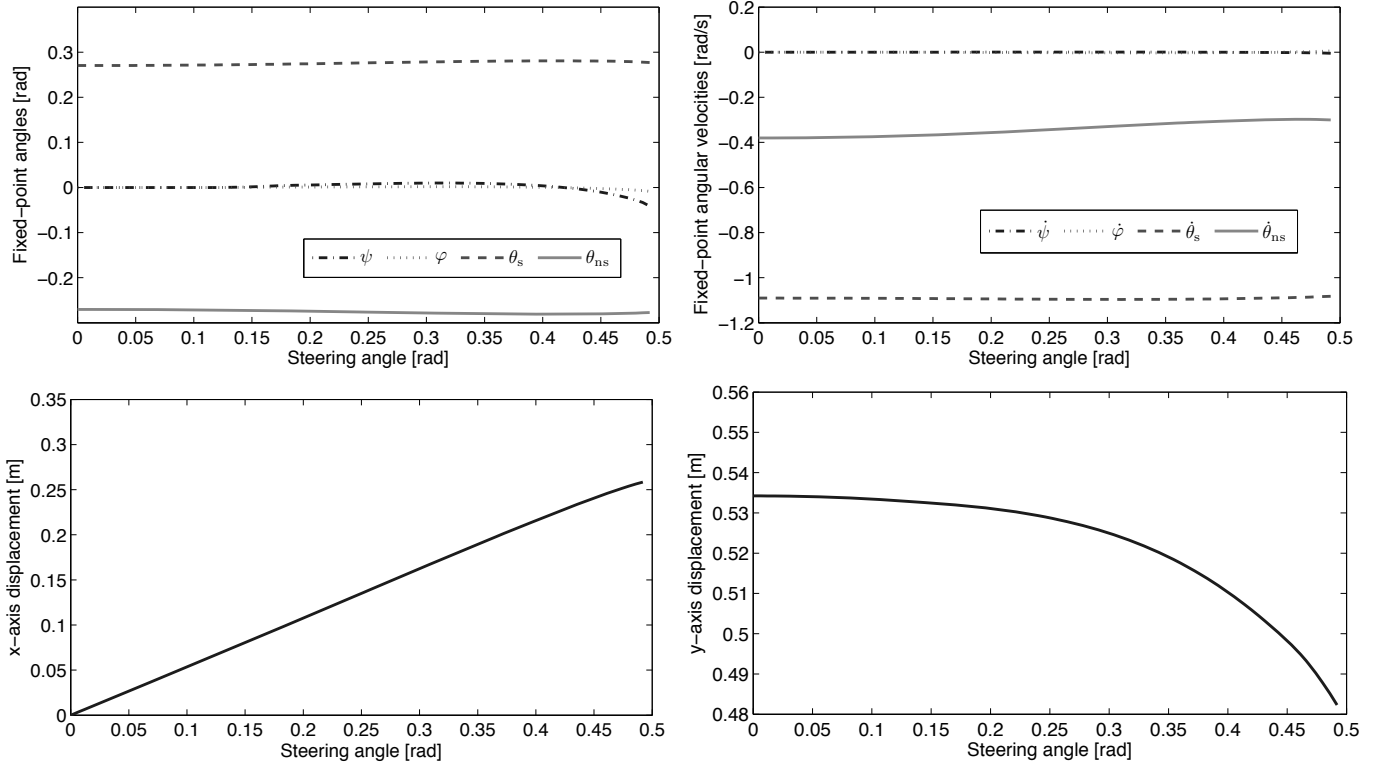 Fixed−point angles [rad]
0.3
0.2
0.1
0
−0.1
−0.2
0 0.05 0.1 0.15 0.2 0.25 0.3 0.35 0.4 0.45 0.5
Steering angle [rad]
ψ φ θs θns
Fixed−point angular velocities [rad/s]
0.2
0
−0.2
−0.4
−0.6
−0.8
−1
−1.2
0 0.05 0.1 0.15 0.2 0.25 0.3 0.35 0.4 0.45 0.5
Steering angle [rad]
ψ̇ φ̇ θ̇s θ̇ns
x−axis displacement [m]
0.35
0.3
0.25
0.2
0.15
0.1
0.05
0
0 0.05 0.1 0.15 0.2 0.25 0.3 0.35 0.4 0.45 0.5
Steering angle [rad]
y−axis displacement [m]
0.56
0.55
0.54
0.53
0.52
0.51
0.5
0.49
0.48
0 0.05 0.1 0.15 0.2 0.25 0.3 0.35 0.4 0.45 0.5
Steering angle [rad]